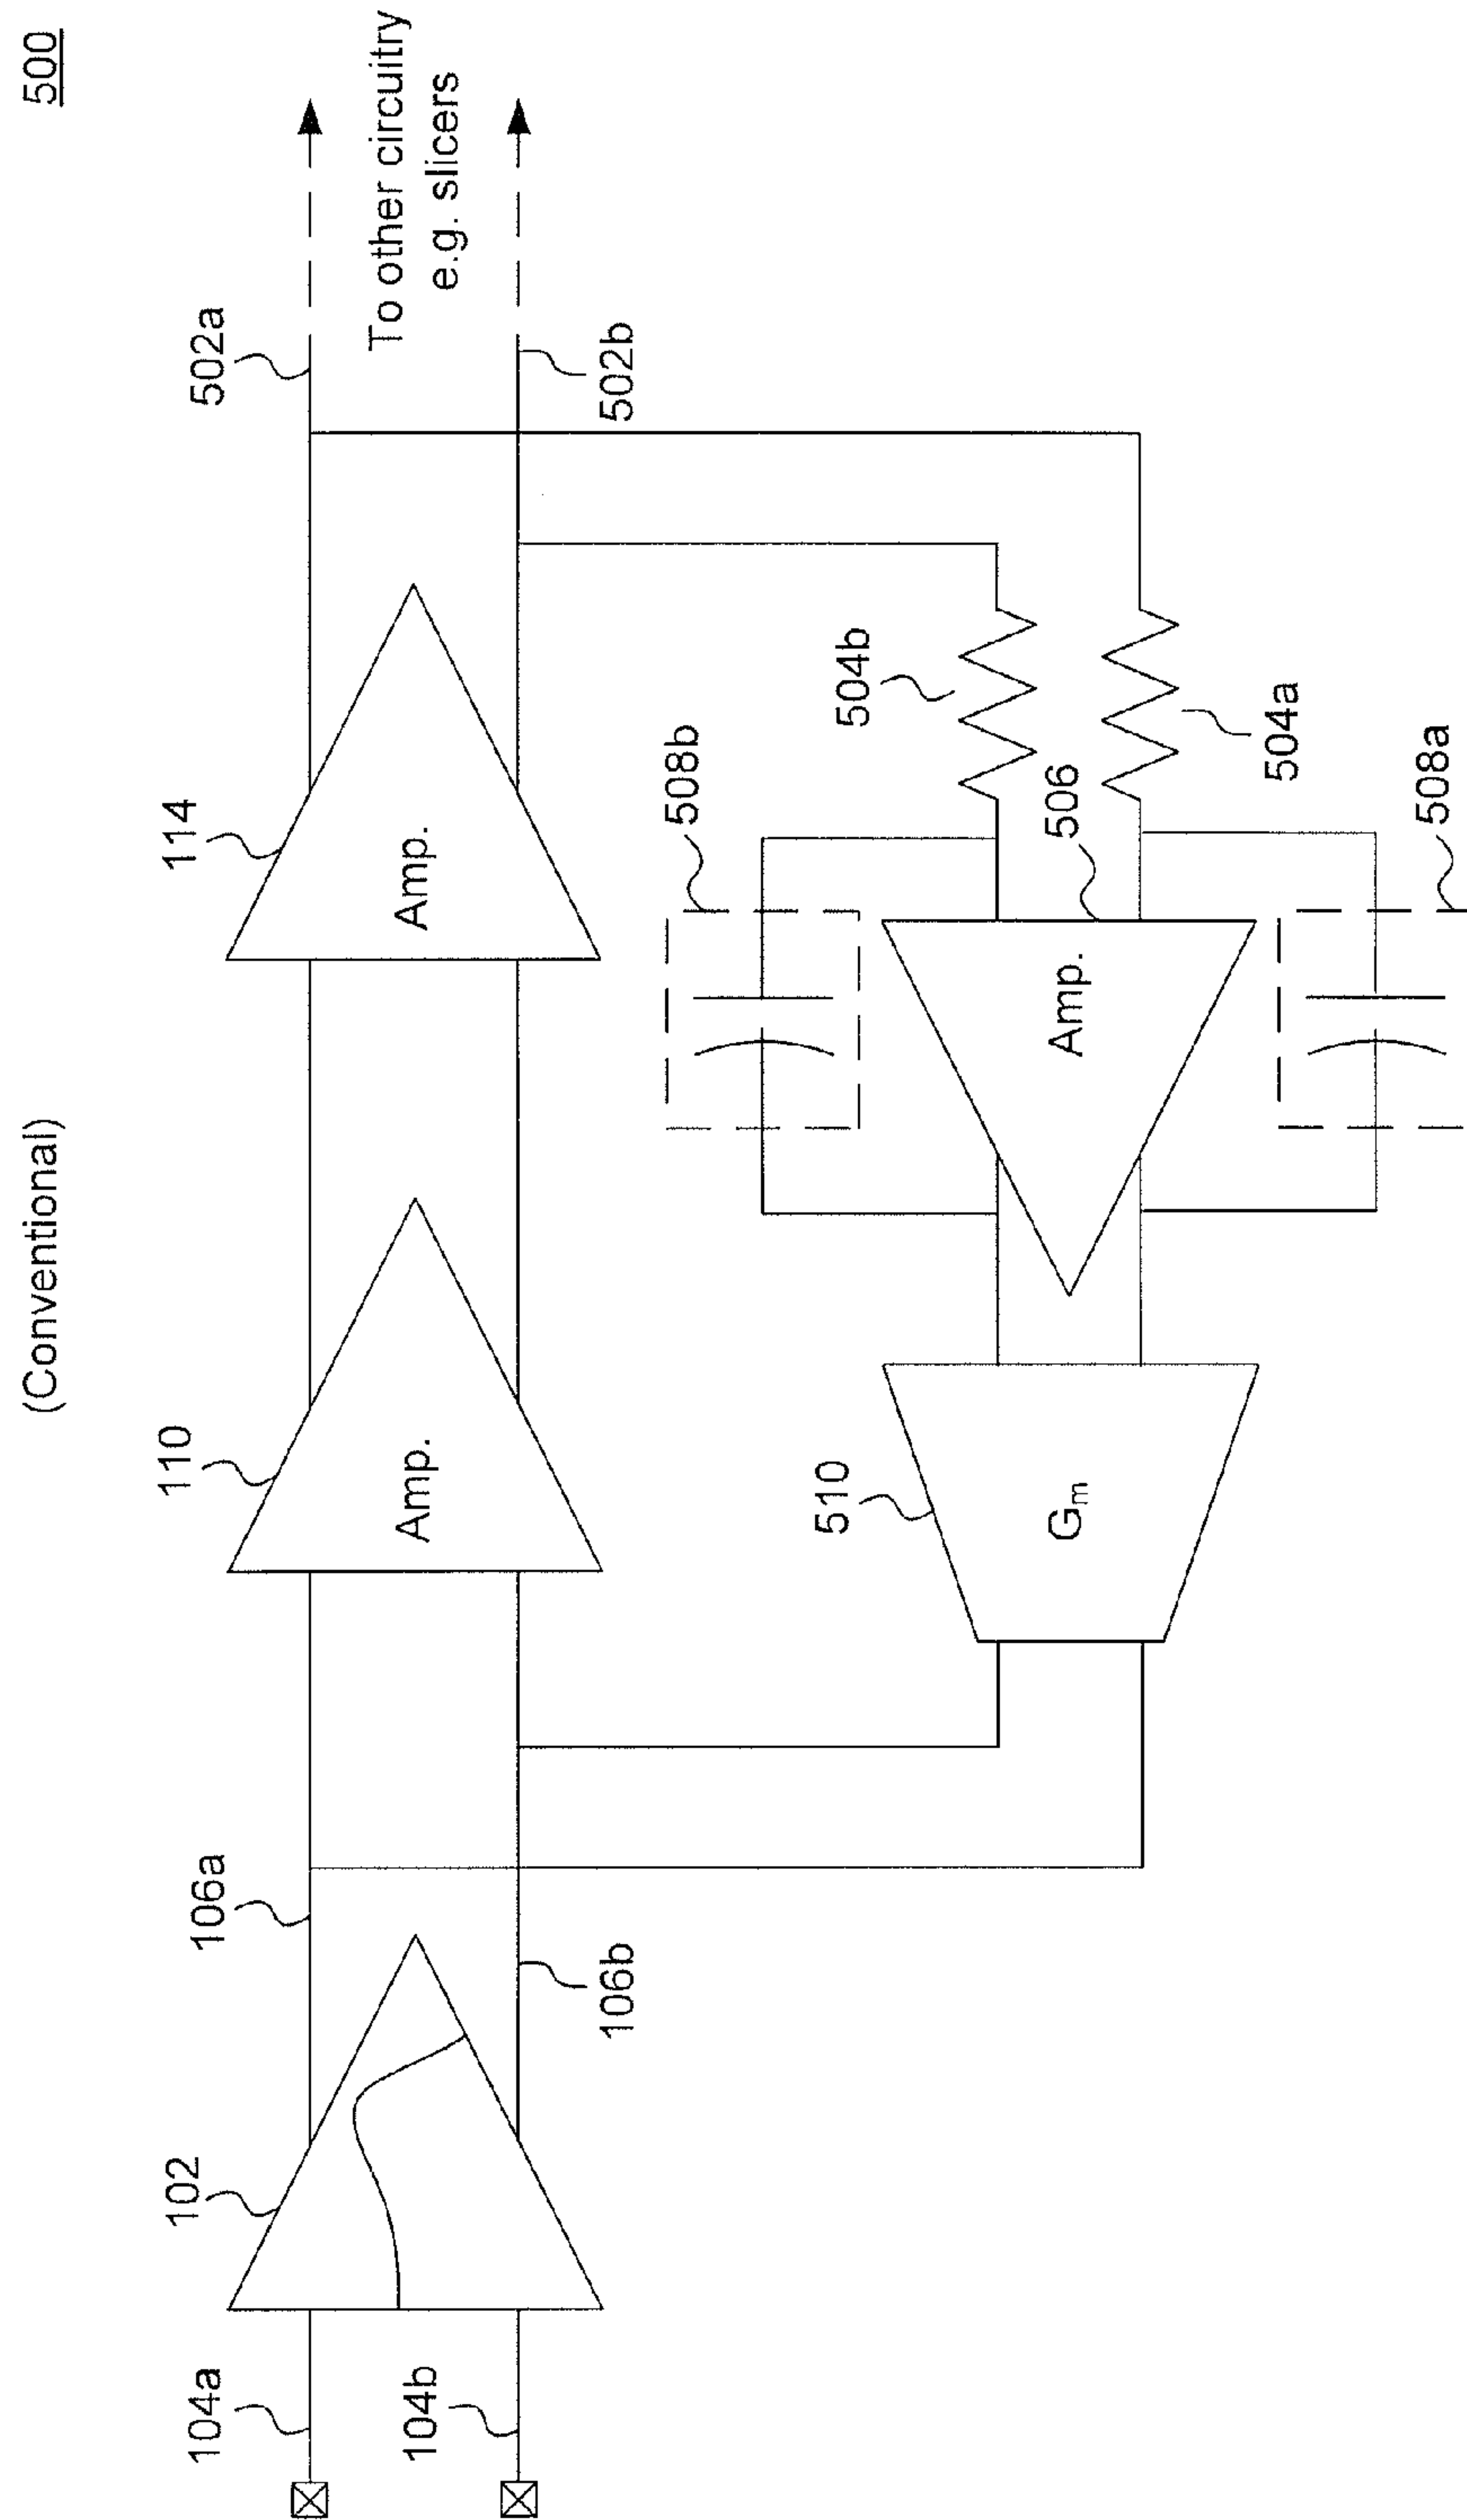 (Conventional)
500
104a
104b
102
106a
106b
110
Amp.
114
Amp.
502a
502b
To other circuitry
e.g. slicers
510
Gm
508b
506
Amp.
504b
504a
508a